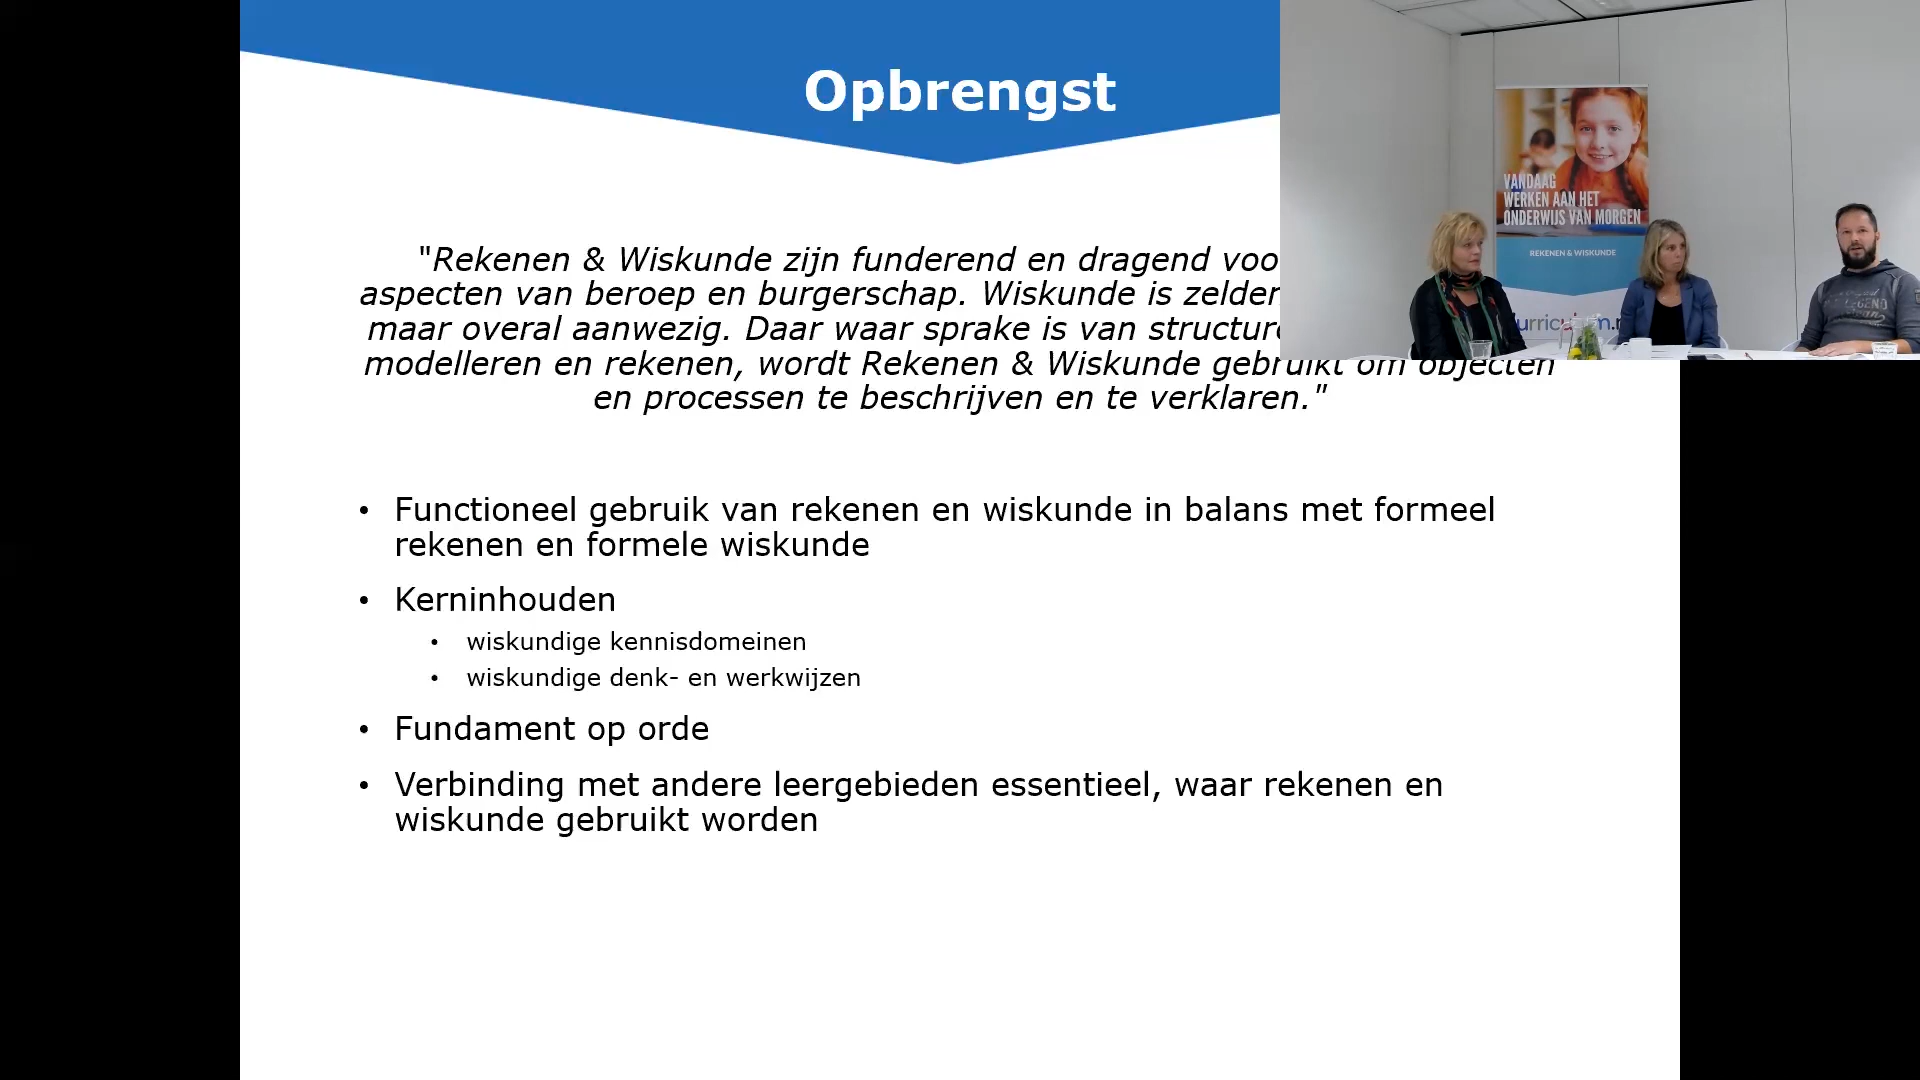 Opbrengst
"Rekenen & Wiskunde zijn funderend en dragend voo
aspecten van beroep en burgerschap. Wiskunde is zelden
maar overal aanwezig. Daar waar sprake is van
modelleren en rekenen, wordt Rekenen & Wiskunde gebruikt om objecten
en processen te beschrijven en te verklaren."
• Functioneel gebruik van rekenen en wiskunde in balans met formeel
rekenen en formele wiskunde
• Kerninhouden
• wiskundige kennisdomeinen
• wiskundige denk- en werkwijzen
• Fundament op orde
• Verbinding met andere leergebieden essentieel, waar rekenen en
wiskunde gebruikt worden
VANDAAG
WERKEN AAN HET
ONDERWIJS VAN MORGEN
REKENEN & WISKUNDE